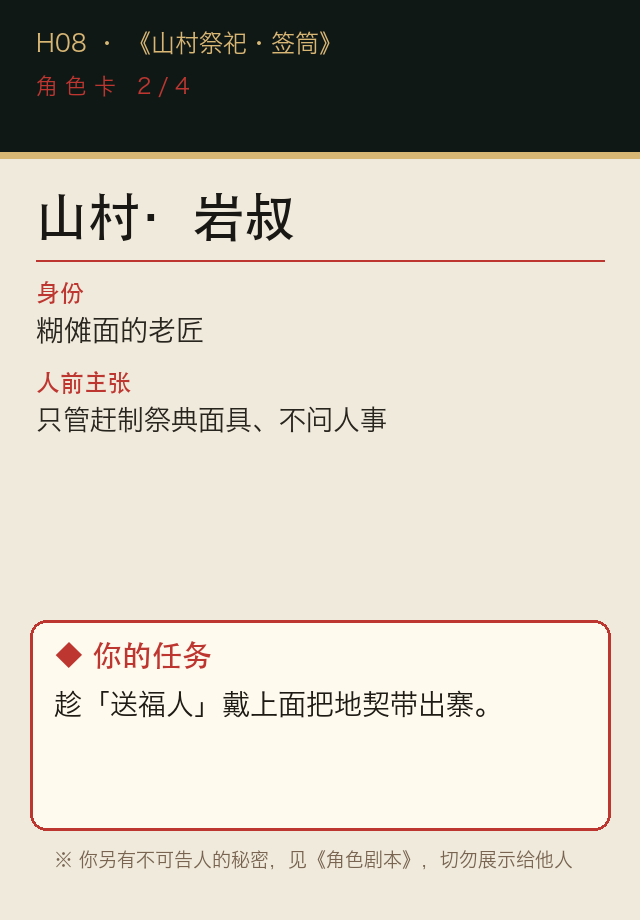 H08 · 《山村祭祀·签筒》
角色卡 2/4
山村· 岩叔
身份
糊傩面的老匠
人前主张
只管赶制祭典面具、不问人事
◆ 你的任务
趁「送福人」戴上面把地契带出寨。
※ 你另有不可告人的秘密，见《角色剧本》，切勿展示给他人